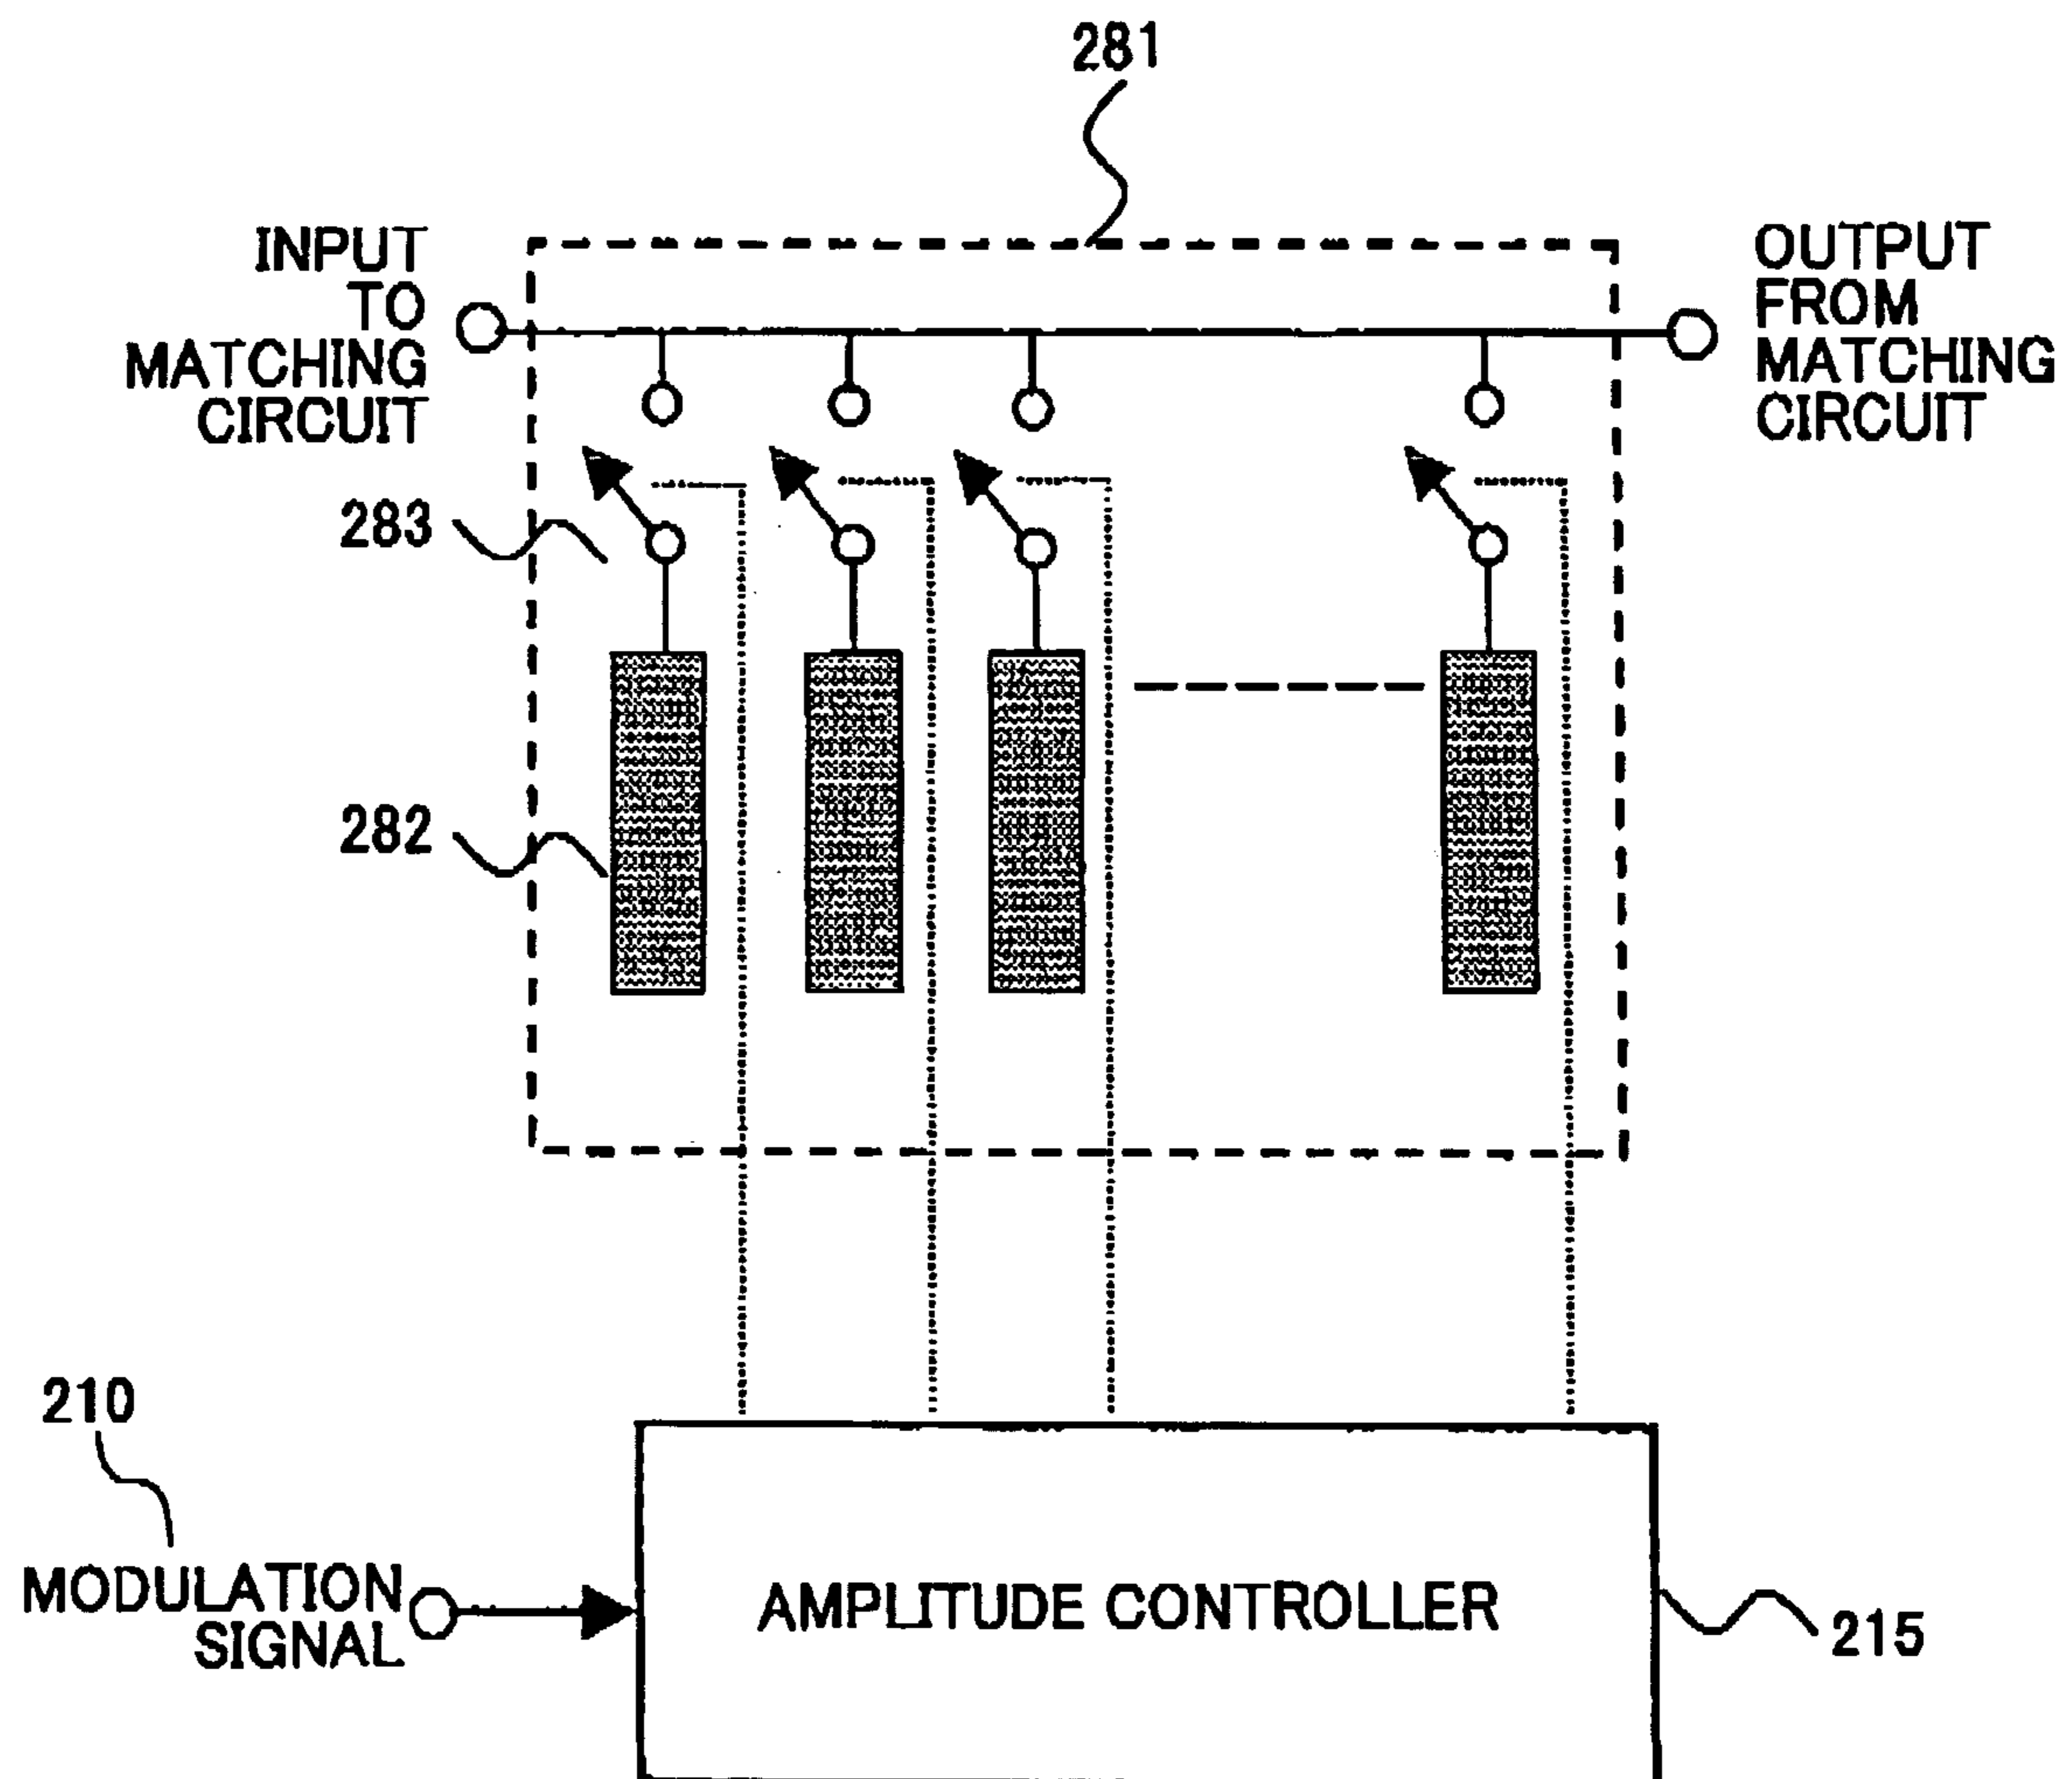 281
INPUT
TO
MATCHING
CIRCUIT
OUTPUT
FROM
MATCHING
CIRCUIT
283
282
210
MODULATION
SIGNAL
AMPLITUDE CONTROLLER
215